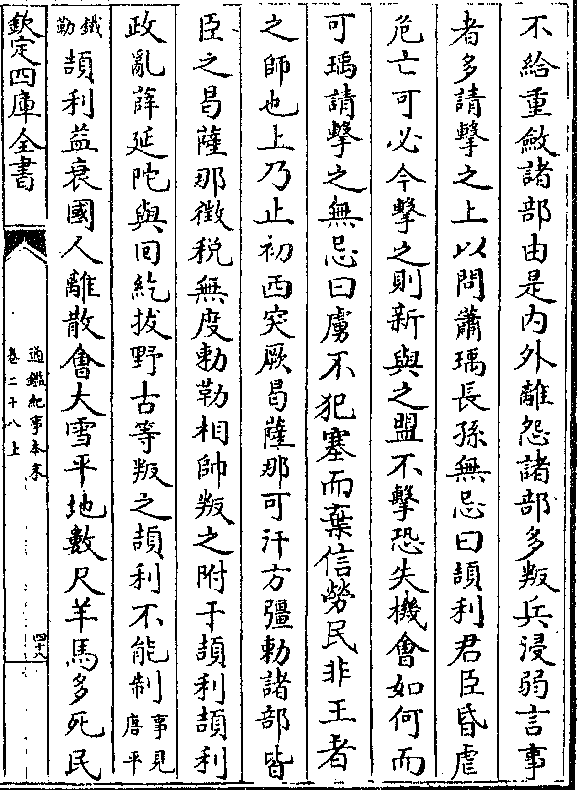 不給重斂諸部由是内外離怨諸部多叛兵浸弱言事
者多請擊之上以問蕭瑀長孫無忌曰頡利君臣昏虐
危亡可必今擊之則新與之盟不擊恐失機會如何而
可瑀請擊之無忌曰虜不犯塞而棄信勞民非王者
之師也上乃止初西突厥曷薩那可汗方彊勅諸部皆
臣之曷薩那徴税無度勅勒相帥叛之附于頡利頡利
政亂薛延陀與回紇拔野古等叛之頡利不能制事見唐平
鐵勒頡利益衰國人離散會大雪平地數尺羊馬多死民
欽定四庫全書
通鑑紀事本末
卷二十八上
四十八